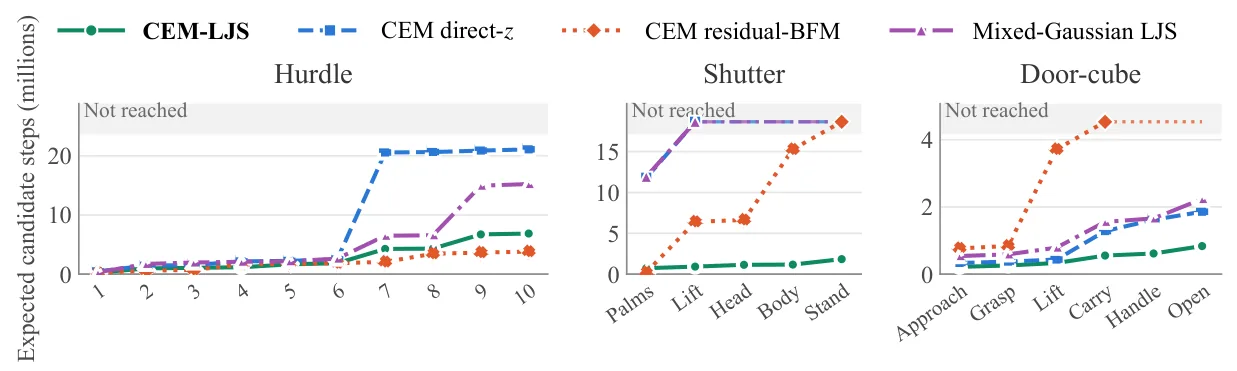 CEM-LJS CEM direct-z CEM residual-BFM Mixed-Gaussian LJS
Expected candidate steps (millions)
Hurdle
Not reached
20
10
0
1 2 3 4 5 6 7 8 9 10
Shutter
Not reached
15
10
5
0
Palms Lift Head Body Stand
Door-cube
Not reached
4
2
0
Approach Grasp Lift Carry Handle Open